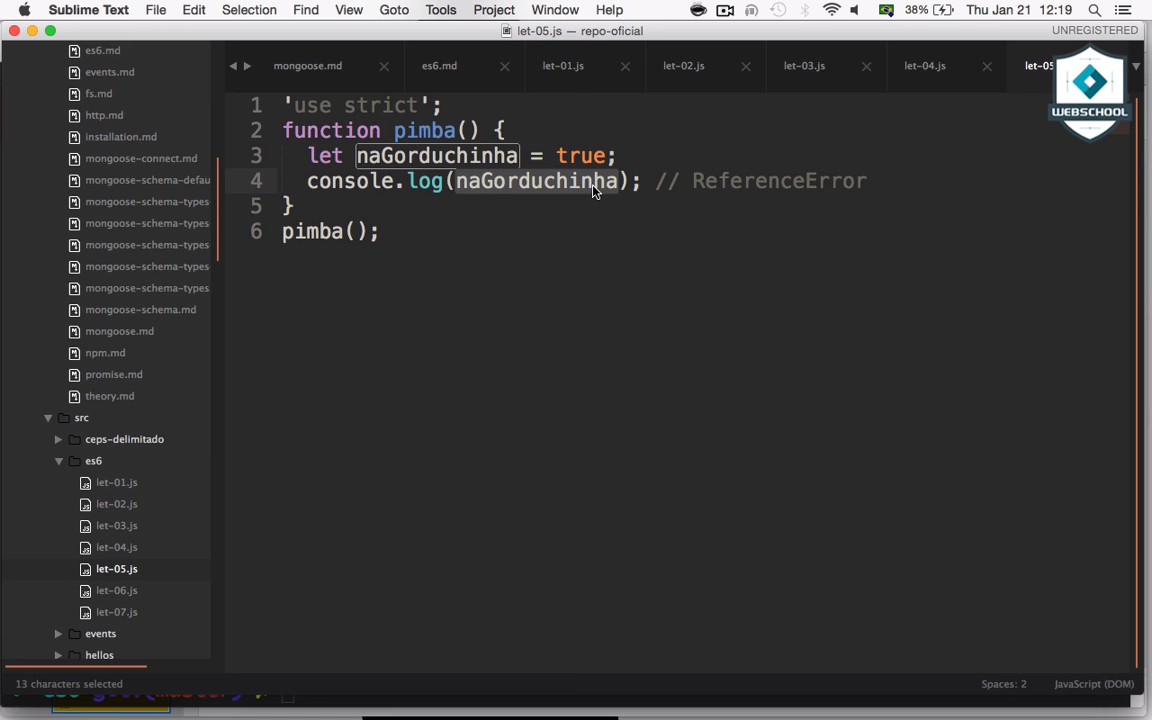 Sublime Text File Edit Selection Find View Goto Tools Project Window Help 38% Thu Jan 21 12:19
let-05.js — repo-oficial UNREGISTERED
mongoose.md es6.md let-01.js let-02.js let-03.js let-04.js let-05
WEBSCHOOL
es6.md
events.md
fs.md
http.md
installation.md
mongoose-connect.md
mongoose-schema-defau
mongoose-schema-types
mongoose-schema-types
mongoose-schema-types
mongoose-schema-types
mongoose-schema-types.
mongoose-schema.md
mongoose.md
npm.md
promise.md
theory.md
src
ceps-delimitado
es6
let-01.js
let-02.js
let-03.js
let-04.js
let-05.js
let-06.js
let-07.js
events
hellos
1 'use strict';
2 function pimba() {
3 let naGorduchinha = true;
4 console.log(naGorduchinha); // ReferenceError
5 }
6 pimba();
13 characters selected Spaces: 2 JavaScript (DOM)